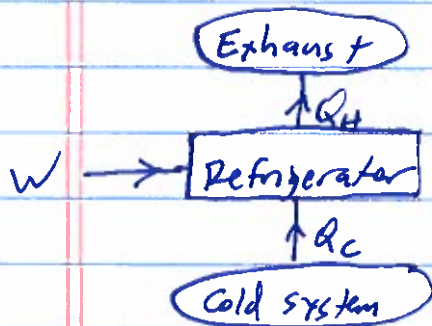 Exhaust
Q_H
W
Refrigerator
Q_C
Cold system